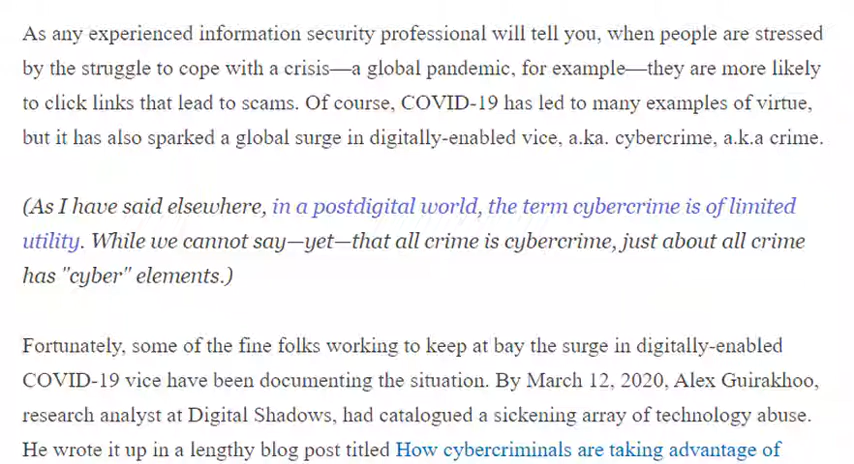 As any experienced information security professional will tell you, when people are stressed
by the struggle to cope with a crisis—a global pandemic, for example—they are more likely
to click links that lead to scams. Of course, COVID-19 has led to many examples of virtue,
but it has also sparked a global surge in digitally-enabled vice, a.ka. cybercrime, a.k.a crime.
(As I have said elsewhere, in a postdigital world, the term cybercrime is of limited
utility. While we cannot say—yet—that all crime is cybercrime, just about all crime
has "cyber" elements.)
Fortunately, some of the fine folks working to keep at bay the surge in digitally-enabled
COVID-19 vice have been documenting the situation. By March 12, 2020, Alex Guirakhoo,
research analyst at Digital Shadows, had catalogued a sickening array of technology abuse.
He wrote it up in a lengthy blog post titled How cybercriminals are taking advantage of